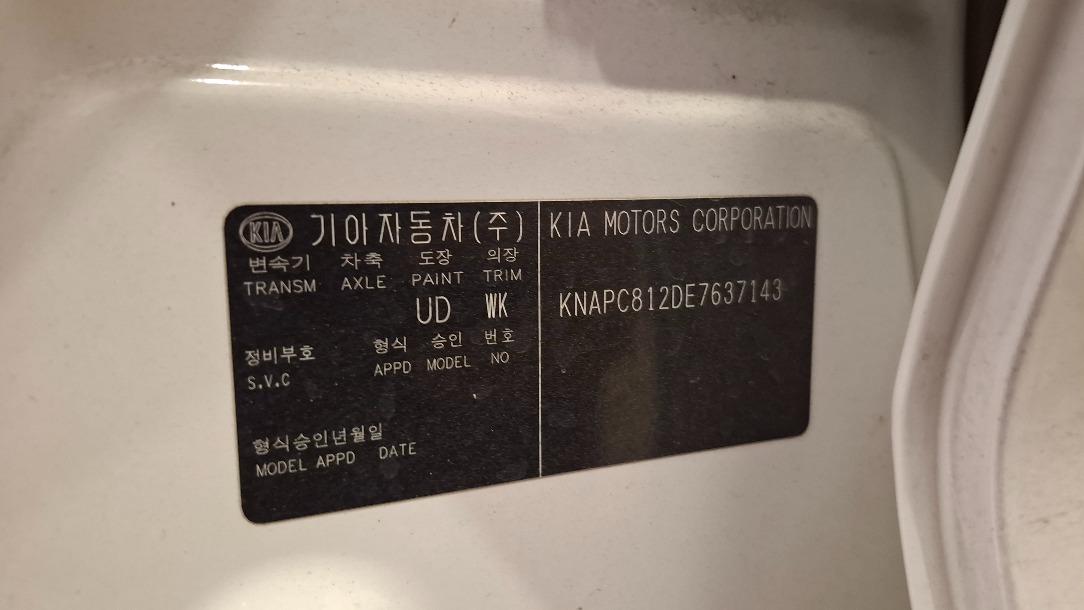 KIA 기아자동차(주)
변속기 차축 도장 의장
TRANSM AXLE PAINT TRIM
UD WK
정비부호 형식 승인 번호
S.V.C APPD MODEL NO
형식승인년월일
MODEL APPD DATE
KIA MOTORS CORPORATION
KNAPC812DE7637143